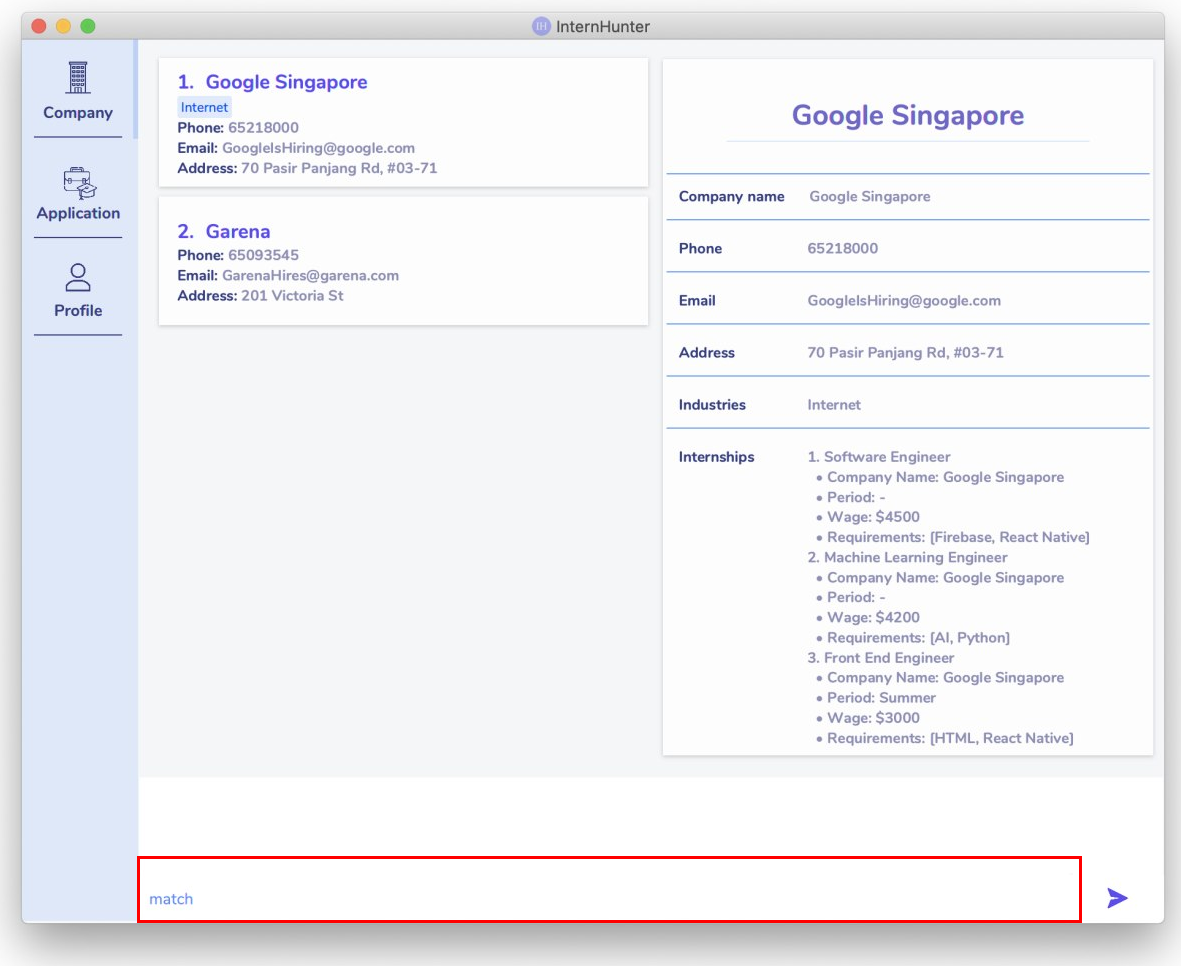 IH InternHunter
Company
Application
Profile
1. Google Singapore
Internet
Phone: 65218000
Email: GoogleIsHiring@google.com
Address: 70 Pasir Panjang Rd, #03-71
2. Garena
Phone: 65093545
Email: GarenaHires@garena.com
Address: 201 Victoria St
Google Singapore
Company name Google Singapore
Phone 65218000
Email GoogleIsHiring@google.com
Address 70 Pasir Panjang Rd, #03-71
Industries Internet
Internships 1. Software Engineer
• Company Name: Google Singapore
• Period: -
• Wage: $4500
• Requirements: [Firebase, React Native]
2. Machine Learning Engineer
• Company Name: Google Singapore
• Period: -
• Wage: $4200
• Requirements: [AI, Python]
3. Front End Engineer
• Company Name: Google Singapore
• Period: Summer
• Wage: $3000
• Requirements: [HTML, React Native]
match